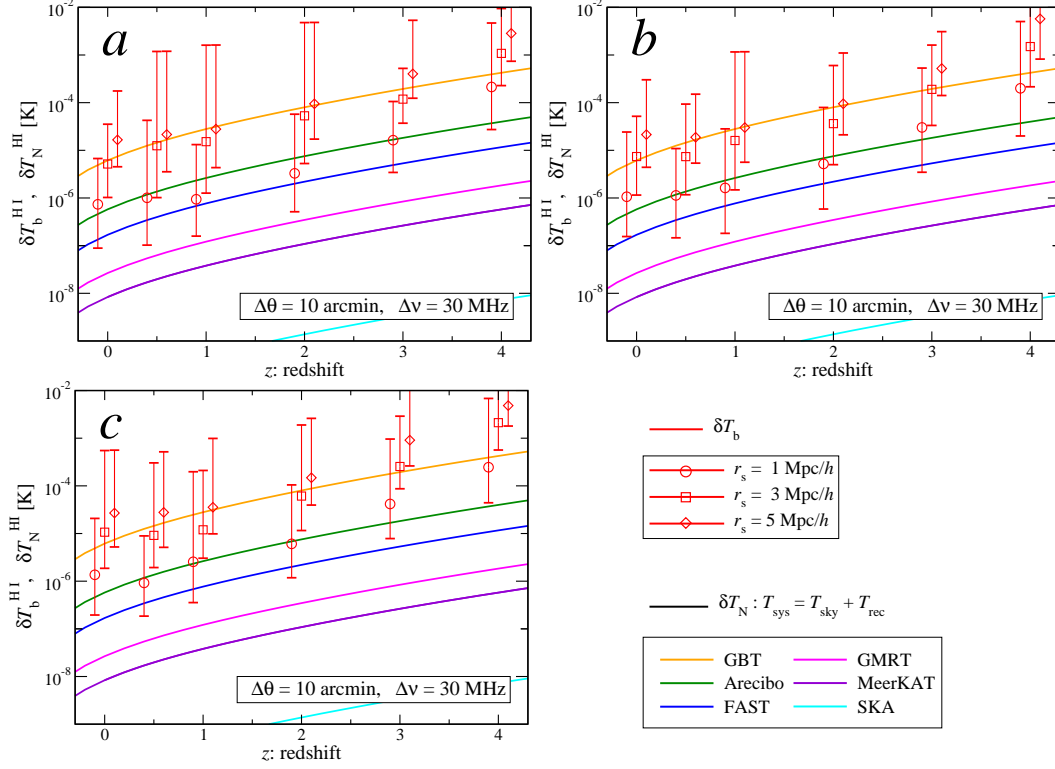 a
b
10^-2
10^-4
10^-6
10^-8
δT_b^HI , δT_N^HI [K]
Δθ = 10 arcmin, Δν = 30 MHz
0 1 2 3 4
z: redshift
10^-2
10^-4
10^-6
10^-8
δT_b^HI , δT_N^HI [K]
Δθ = 10 arcmin, Δν = 30 MHz
0 1 2 3 4
z: redshift
c
10^-2
10^-4
10^-6
10^-8
δT_b^HI , δT_N^HI [K]
Δθ = 10 arcmin, Δν = 30 MHz
0 1 2 3 4
z: redshift
δT_b
r_s = 1 Mpc/h
r_s = 3 Mpc/h
r_s = 5 Mpc/h
δT_N : T_sys = T_sky + T_rec
GBT GMRT
Arecibo MeerKAT
FAST SKA